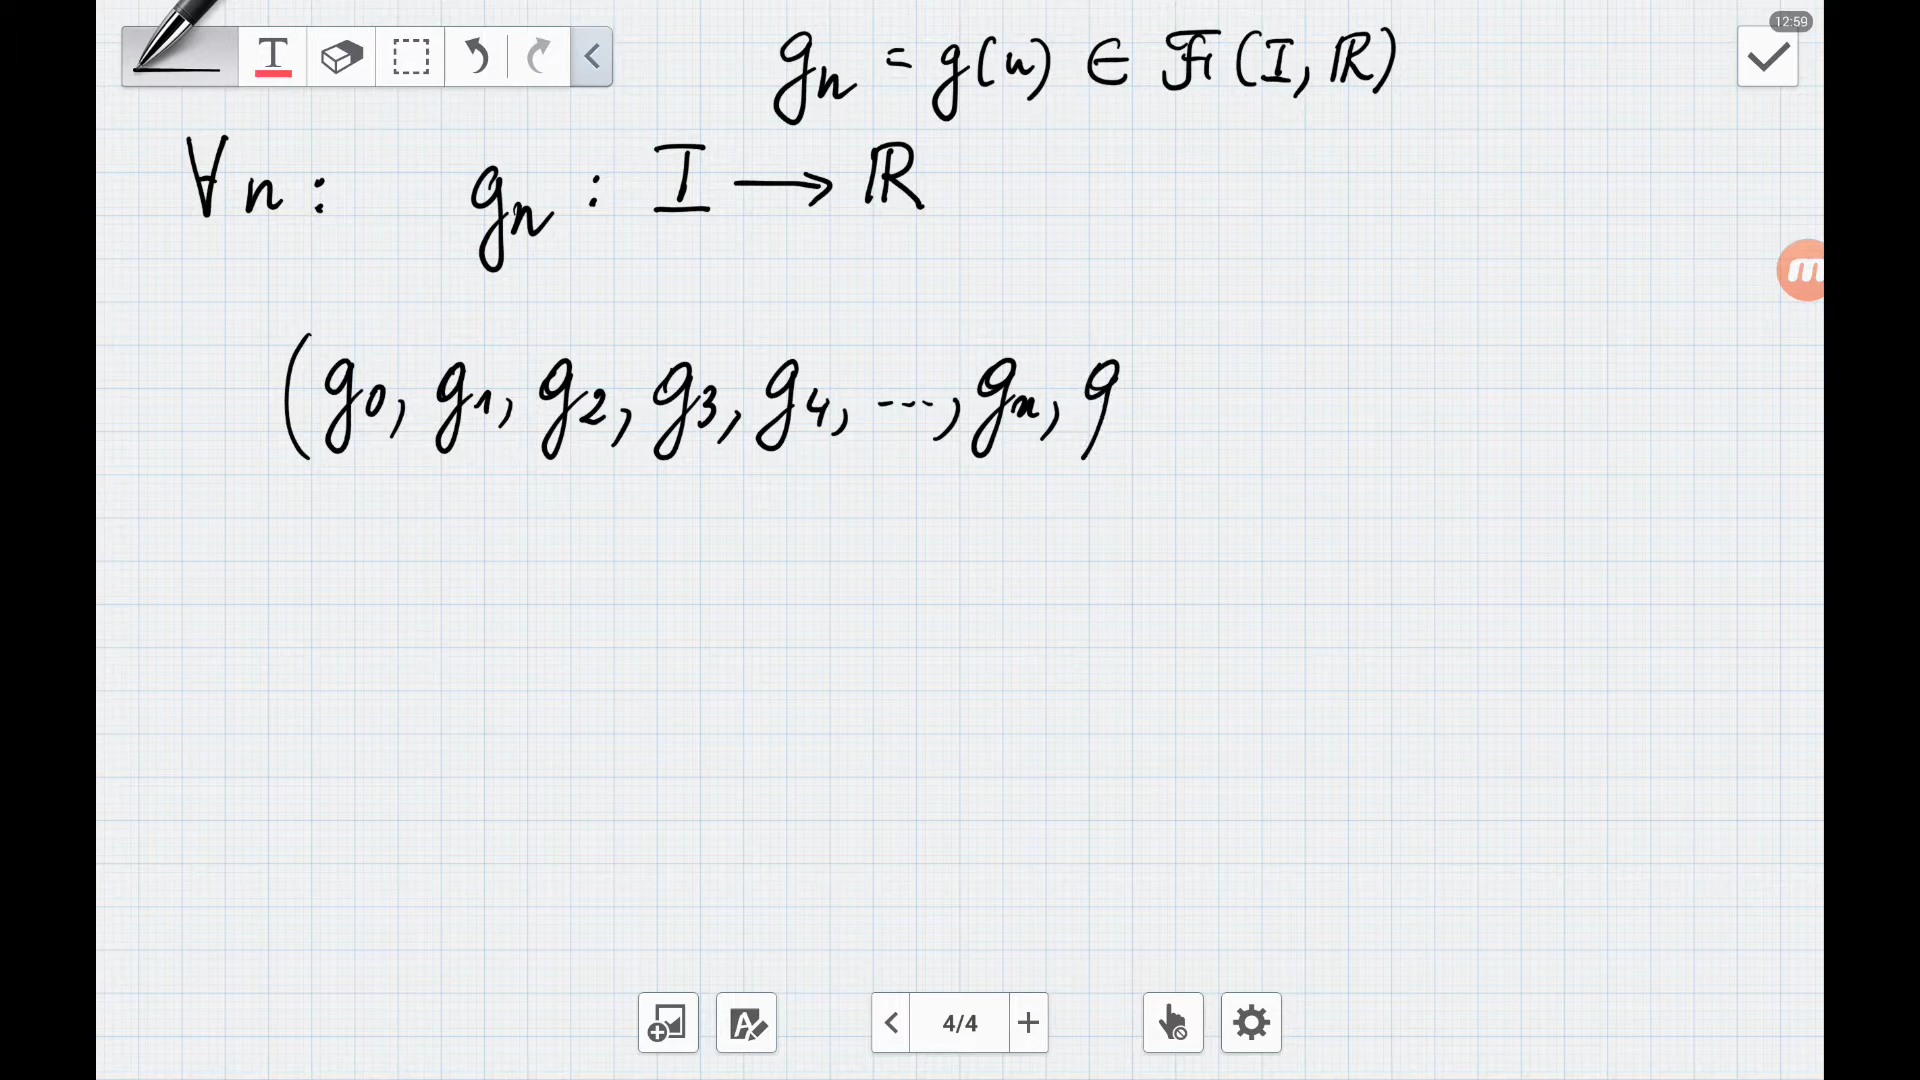 12:59
T
gₙ = g(n) ∈ ℱ(I, ℝ)
∀n : gₙ : I ⟶ ℝ
(g₀, g₁, g₂, g₃, g₄, ..., gₙ, g
A
4/4